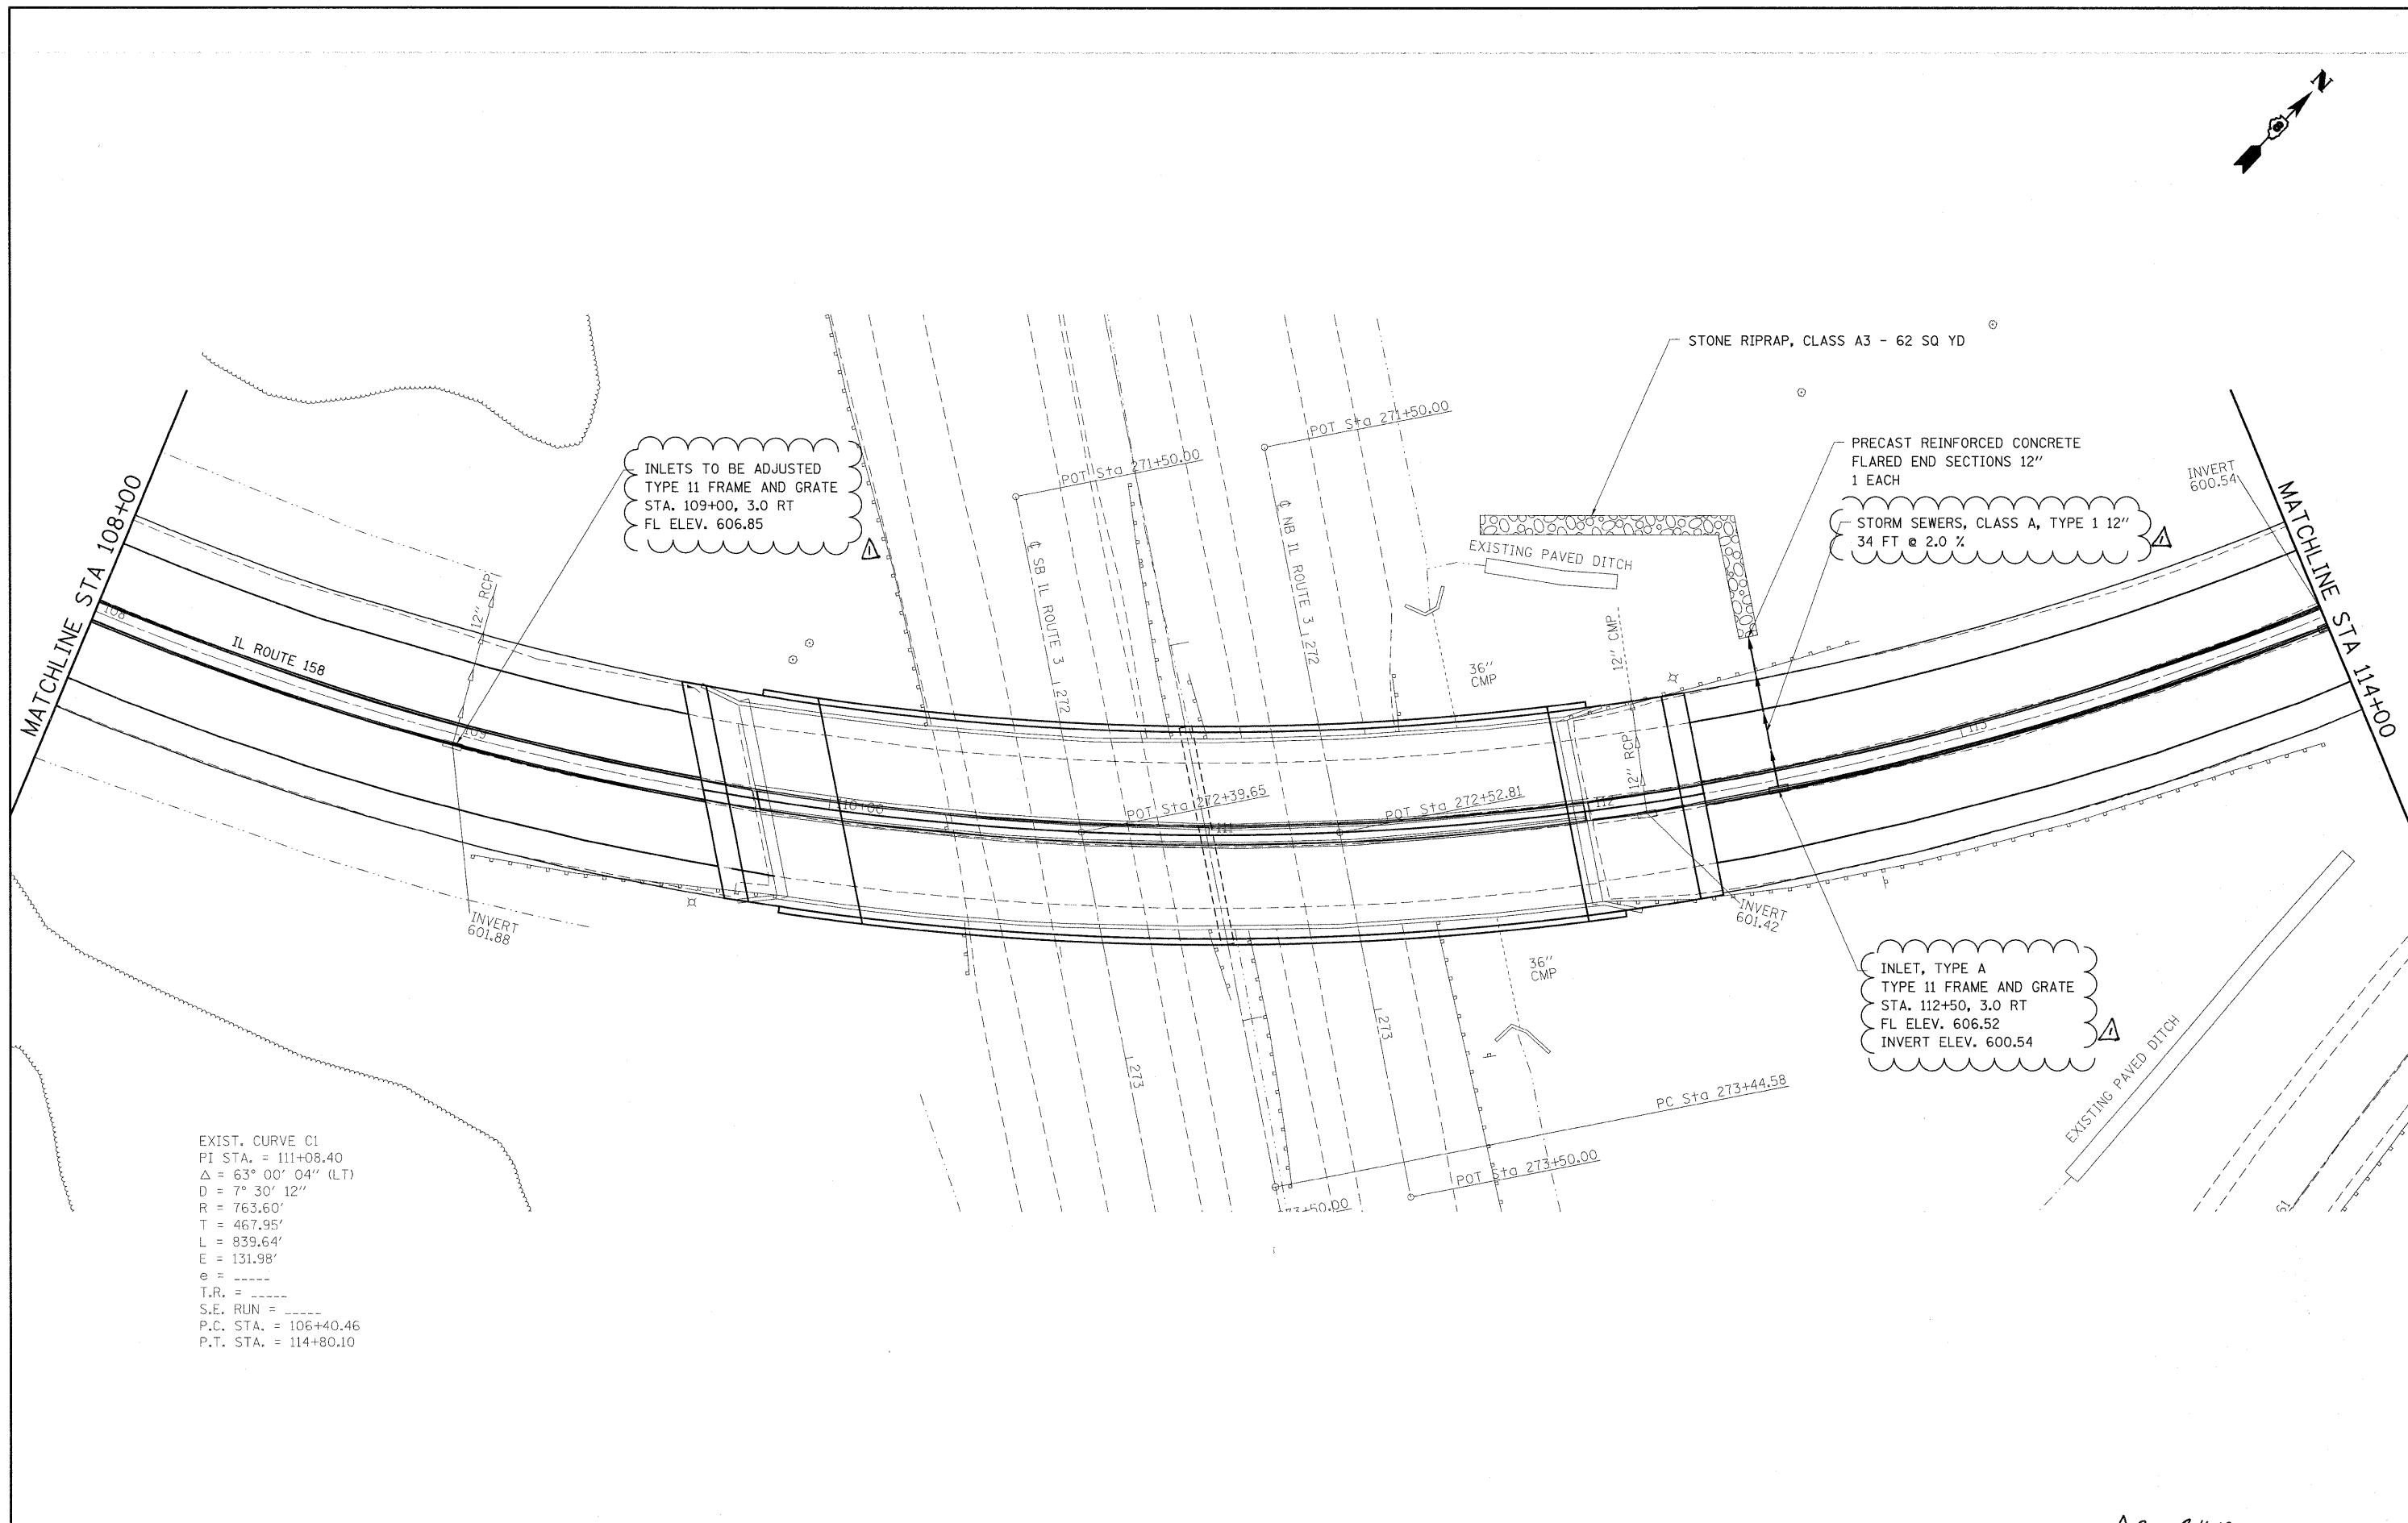 N
STONE RIPRAP, CLASS A3 - 62 SQ YD
PRECAST REINFORCED CONCRETE
FLARED END SECTIONS 12"
1 EACH
INVERT
600.54
STORM SEWERS, CLASS A, TYPE 1 12"
34 FT @ 2.0 %
1
INLETS TO BE ADJUSTED
TYPE 11 FRAME AND GRATE
STA. 109+00, 3.0 RT
FL ELEV. 606.85
1
POT Sta 271+50.00
POT Sta 271+50.00
MATCHLINE STA 108+00
MATCHLINE STA 114+00
℄ SB IL ROUTE 3
272
℄ NB IL ROUTE 3
272
EXISTING PAVED DITCH
12" RCP
12" CMP
36"
CMP
108
IL ROUTE 158
109
110+00
POT Sta 272+39.65
111
POT Sta 272+52.81
112
12" RCP
113
INVERT
601.88
INVERT
601.42
36"
CMP
INLET, TYPE A
TYPE 11 FRAME AND GRATE
STA. 112+50, 3.0 RT
FL ELEV. 606.52
INVERT ELEV. 600.54
1
273
273
PC Sta 273+44.58
POT Sta 273+50.00
73+50.00
EXISTING PAVED DITCH
EXIST. CURVE C1
PI STA. = 111+08.40
Δ = 63° 00' 04" (LT)
D = 7° 30' 12"
R = 763.60'
T = 467.95'
L = 839.64'
E = 131.98'
e = _____
T.R. = _____
S.E. RUN = _____
P.C. STA. = 106+40.46
P.T. STA. = 114+80.10